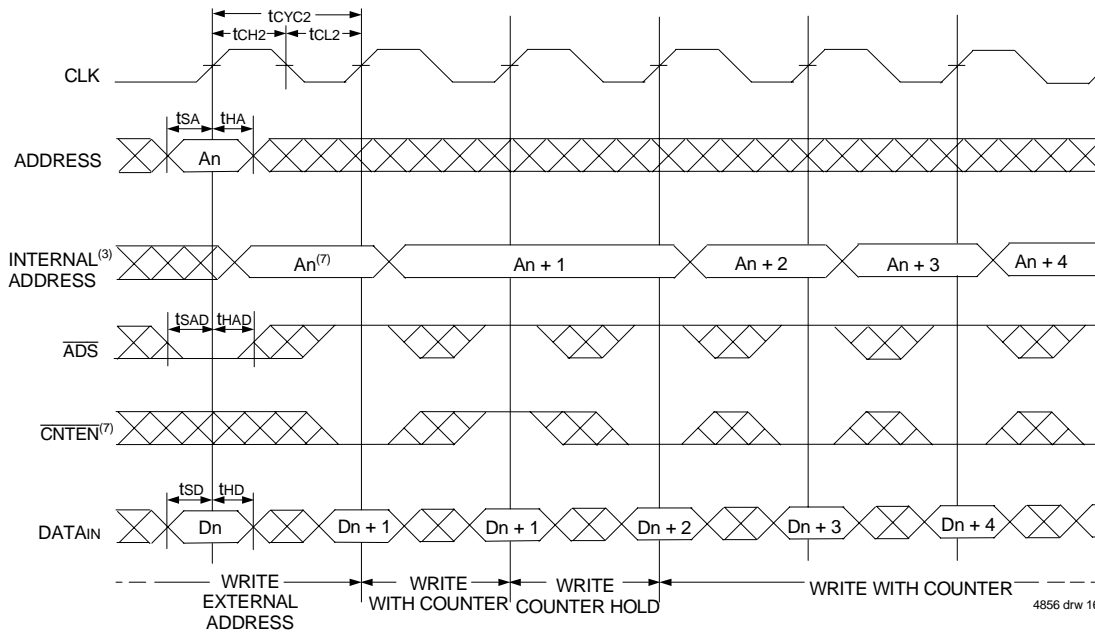 tCYC2
tCH2 tCL2
CLK
tSA tHA
ADDRESS An
INTERNAL(3) ADDRESS An(7) An + 1 An + 2 An + 3 An + 4
tSAD tHAD
ADS
CNTEN(7)
tSD tHD
DATAIN Dn Dn + 1 Dn + 1 Dn + 2 Dn + 3 Dn + 4
WRITE EXTERNAL ADDRESS
WRITE WITH COUNTER
WRITE COUNTER HOLD
WRITE WITH COUNTER
4856 drw 16